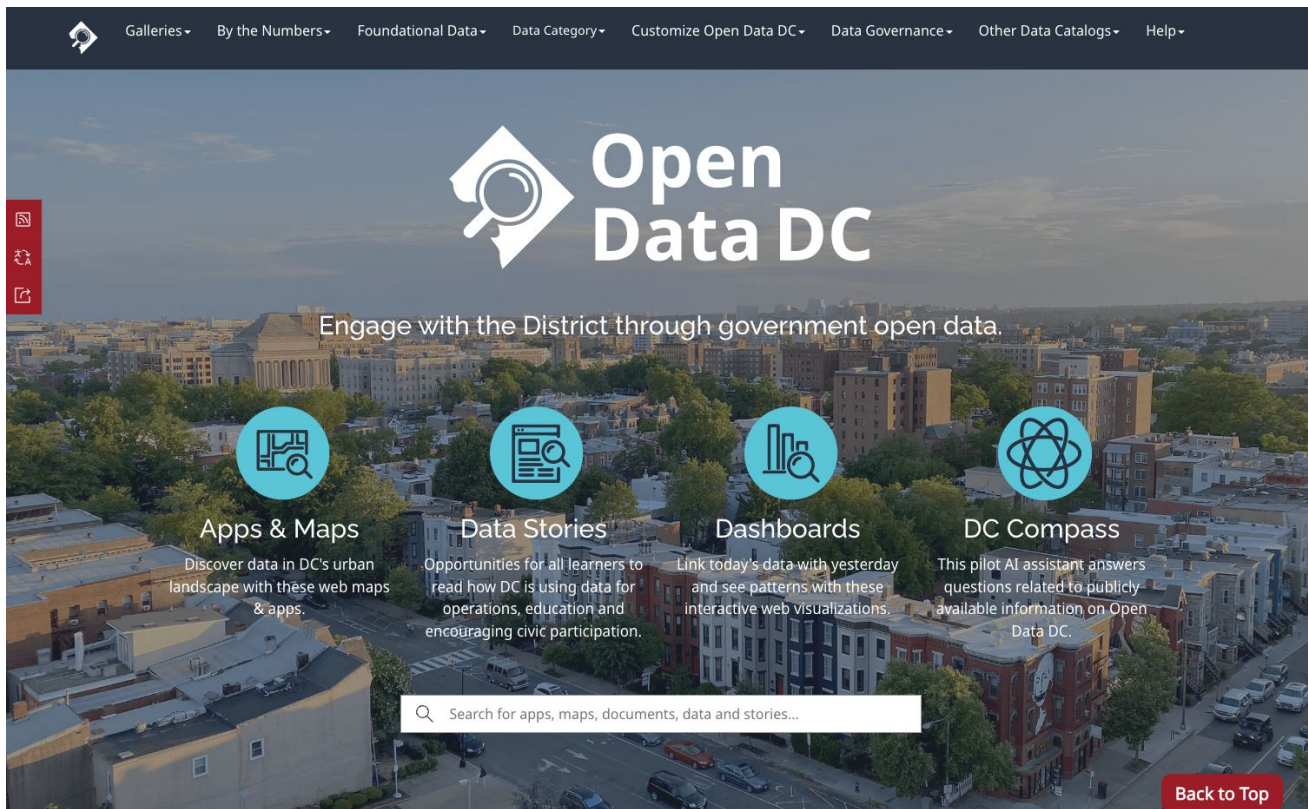 Galleries By the Numbers Foundational Data Data Category Customize Open Data DC Data Governance Other Data Catalogs Help
Open
Data DC
Engage with the District through government open data.
Apps & Maps
Discover data in DC's urban
landscape with these web maps
& apps.
Data Stories
Opportunities for all learners to
read how DC is using data for
operations, education and
encouraging civic participation.
Dashboards
Link today's data with yesterday
and see patterns with these
interactive web visualizations.
DC Compass
This pilot AI assistant answers
questions related to publicly
available information on Open
Data DC.
Search for apps, maps, documents, data and stories...
Back to Top